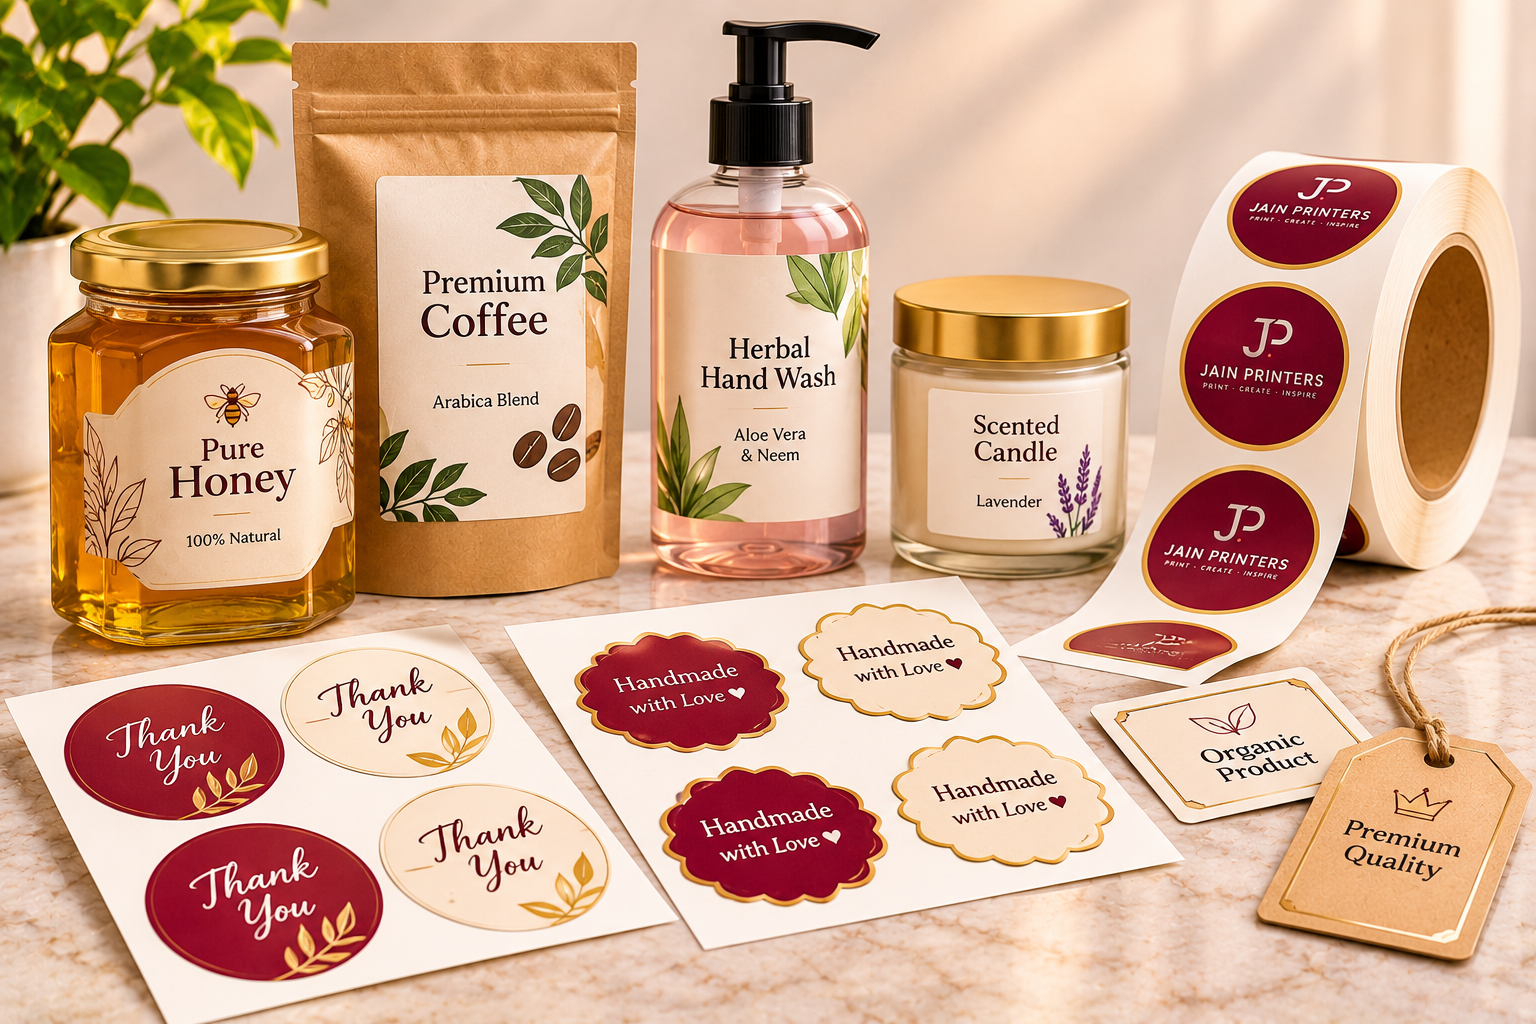 Pure
Honey
100% Natural
Premium
Coffee
Arabica Blend
Herbal
Hand Wash
Aloe Vera
& Neem
Scented
Candle
Lavender
JP
JAIN PRINTERS
PRINT · CREATE · INSPIRE
JP
JAIN PRINTERS
PRINT · CREATE · INSPIRE
JP
JAIN PRINTERS
PRINT · CREATE · INSPIRE
Thank
You
Thank
You
Thank
You
Thank
You
Handmade
with Love
Handmade
with Love
Handmade
with Love
Handmade
with Love
Organic
Product
Premium
Quality